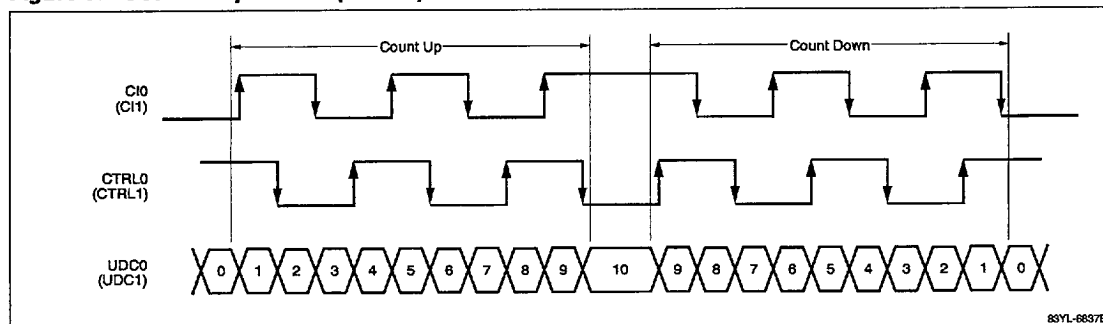 Count Up
Count Down
CI0
(CI1)
CTRL0
(CTRL1)
UDC0
(UDC1)
0 1 2 3 4 5 6 7 8 9 10 9 8 7 6 5 4 3 2 1 0
83YL-6837B